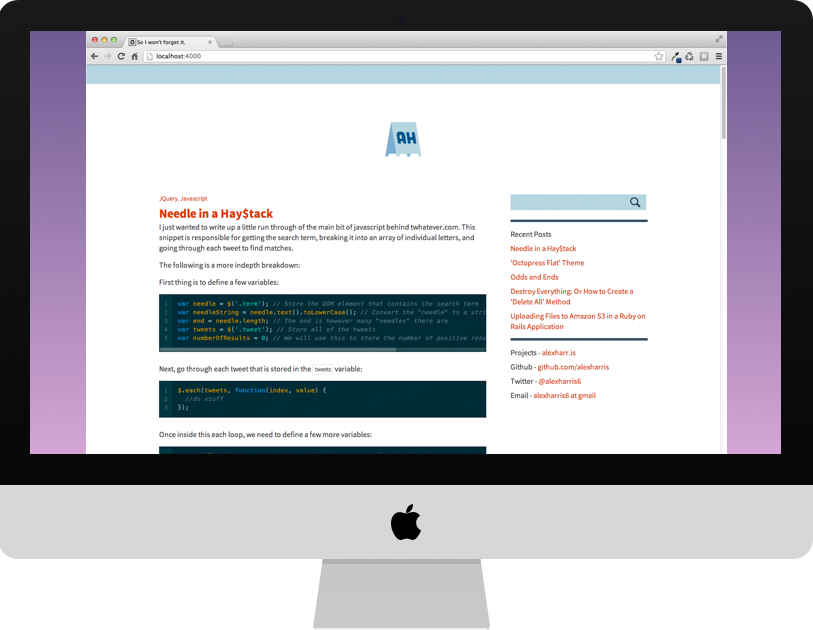 So I won't forget it.
localhost:4000
AH
JQuery, Javascript
Needle in a Hay$tack
I just wanted to write up a little run through of the main bit of javascript behind twhatever.com. This
snippet is responsible for getting the search term, breaking it into an array of individual letters, and
going through each tweet to find matches.
The following is a more indepth breakdown:
First thing is to define a few variables:
1 var needle = $('.term'); // Store the DOM element that contains the search term
2 var needleString = needle.text().toLowerCase(); // Convert the "needle" to a stri
3 var end = needle.length; // The end is however many "needles" there are
4 var tweets = $('.tweet'); // Store all of the tweets
5 var numberOfResults = 0; // We will use this to store the number of positive resu
Next, go through each tweet that is stored in the tweets variable:
1 $.each(tweets, function(index, value) {
2 //do stuff
3 });
Once inside this each loop, we need to define a few more variables:
Recent Posts
Needle in a Hay$tack
'Octopress Flat' Theme
Odds and Ends
Destroy Everything: Or How to Create a
'Delete All' Method
Uploading Files to Amazon S3 in a Ruby on
Rails Application
Projects - alexharr.is
Github - github.com/alexharris
Twitter - @alexharris6
Email - alexharris6 at gmail